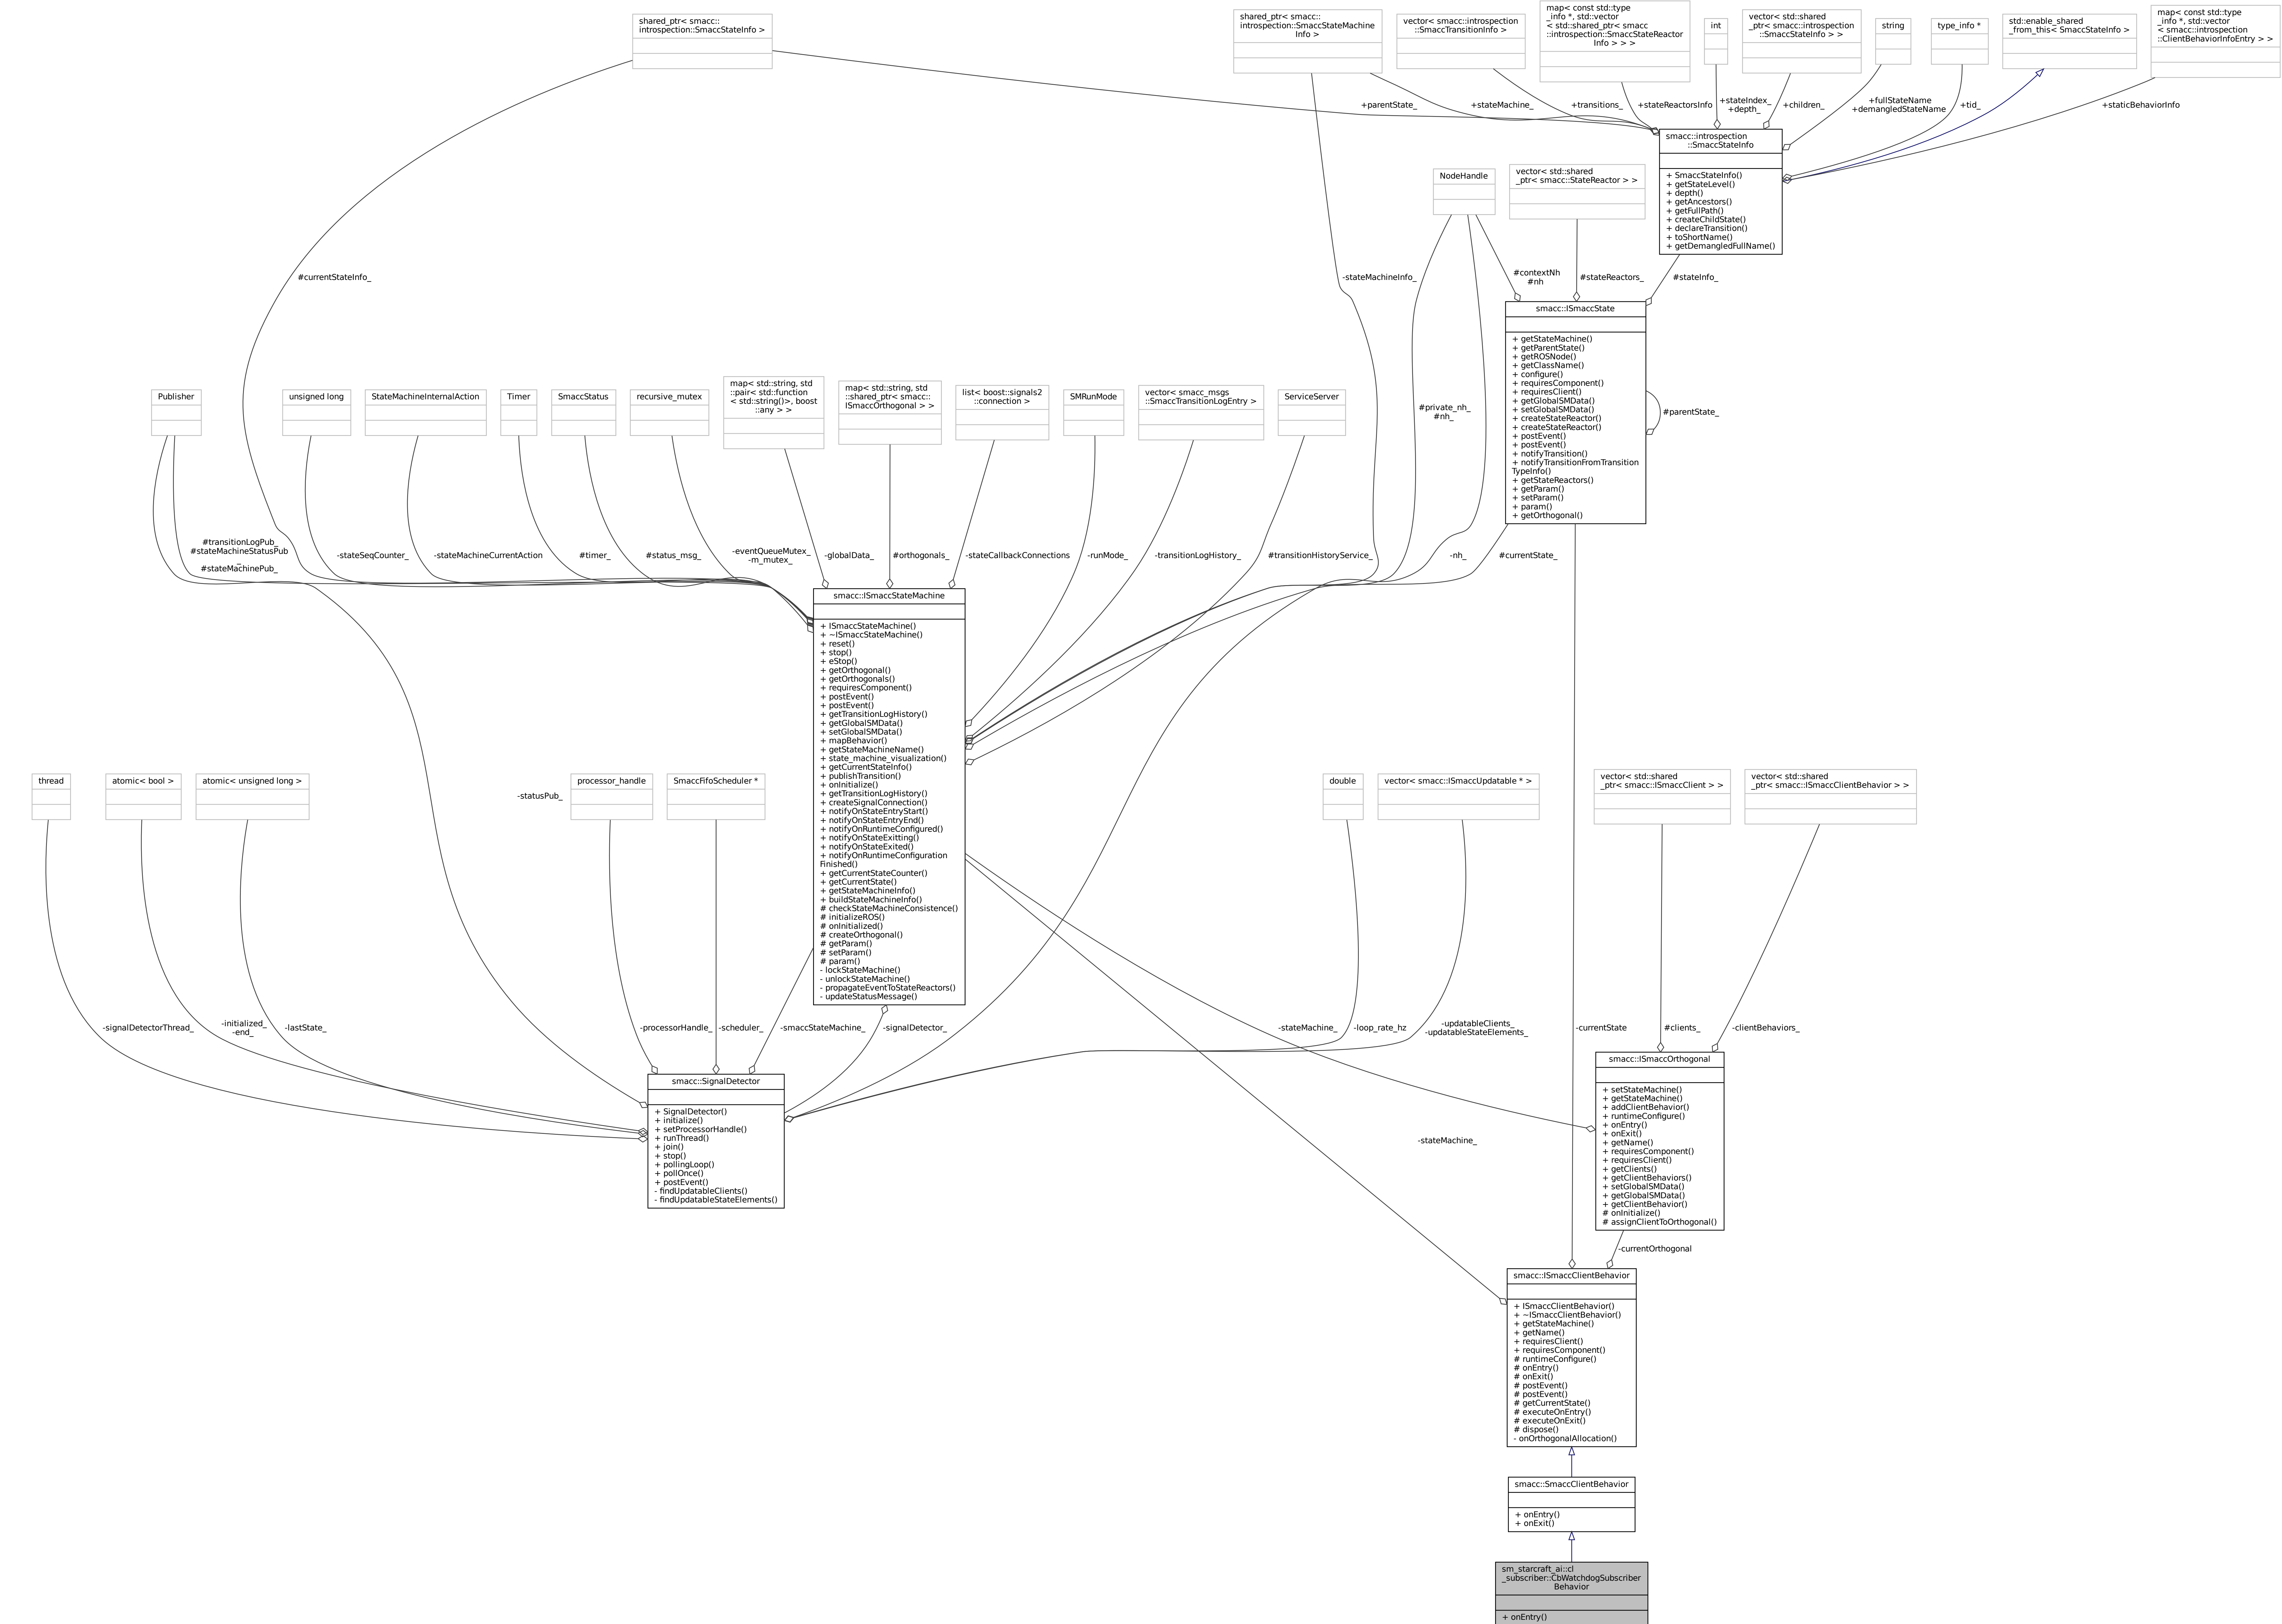 shared_ptr< smacc::
introspection::SmaccStateInfo >
shared_ptr< smacc::
introspection::SmaccStateMachine
Info >
vector< smacc::introspection
::SmaccTransitionInfo >
map< const std::type
_info *, std::vector
< std::shared_ptr< smacc
::introspection::SmaccStateReactor
Info > > >
int
vector< std::shared
_ptr< smacc::introspection
::SmaccStateInfo > >
string
type_info *
std::enable_shared
_from_this< SmaccStateInfo >
map< const std::type
_info *, std::vector
< smacc::introspection
::ClientBehaviorInfoEntry > >
+parentState_
+stateMachine_
+transitions_
+stateReactorsInfo
+stateIndex_
+depth_
+children_
+fullStateName
+demangledStateName
+tid_
+staticBehaviorInfo
smacc::introspection
::SmaccStateInfo
+ SmaccStateInfo()
+ getStateLevel()
+ depth()
+ getAncestors()
+ getFullPath()
+ createChildState()
+ declareTransition()
+ toShortName()
+ getDemangledFullName()
NodeHandle
vector< std::shared
_ptr< smacc::StateReactor > >
#currentStateInfo_
-stateMachineInfo_
#contextNh
#nh
#stateReactors_
#stateInfo_
smacc::ISmaccState
+ getStateMachine()
+ getParentState()
+ getROSNode()
+ getClassName()
+ configure()
+ requiresComponent()
+ requiresClient()
+ getGlobalSMData()
+ setGlobalSMData()
+ createStateReactor()
+ createStateReactor()
+ postEvent()
+ postEvent()
+ notifyTransition()
+ notifyTransitionFromTransition
TypeInfo()
+ getStateReactors()
+ getParam()
+ setParam()
+ param()
+ getOrthogonal()
#parentState_
Publisher
unsigned long
StateMachineInternalAction
Timer
SmaccStatus
recursive_mutex
map< std::string, std
::pair< std::function
< std::string()>, boost
::any > >
map< std::string, std
::shared_ptr< smacc::
ISmaccOrthogonal > >
list< boost::signals2
::connection >
SMRunMode
vector< smacc_msgs
::SmaccTransitionLogEntry >
ServiceServer
#private_nh_
#nh_
#transitionLogPub_
#stateMachineStatusPub
_
#stateMachinePub_
-stateSeqCounter_
-stateMachineCurrentAction
#timer_
#status_msg_
-eventQueueMutex_
-m_mutex_
-globalData_
#orthogonals_
-stateCallbackConnections
-runMode_
-transitionLogHistory_
#transitionHistoryService_
-nh_
#currentState_
smacc::ISmaccStateMachine
+ ISmaccStateMachine()
+ ~ISmaccStateMachine()
+ reset()
+ stop()
+ eStop()
+ getOrthogonal()
+ getOrthogonals()
+ requiresComponent()
+ postEvent()
+ postEvent()
+ getTransitionLogHistory()
+ getGlobalSMData()
+ setGlobalSMData()
+ mapBehavior()
+ getStateMachineName()
+ state_machine_visualization()
+ getCurrentStateInfo()
+ publishTransition()
+ onInitialize()
+ getTransitionLogHistory()
+ createSignalConnection()
+ notifyOnStateEntryStart()
+ notifyOnStateEntryEnd()
+ notifyOnRuntimeConfigured()
+ notifyOnStateExitting()
+ notifyOnStateExited()
+ notifyOnRuntimeConfiguration
Finished()
+ getCurrentStateCounter()
+ getCurrentState()
+ getStateMachineInfo()
+ buildStateMachineInfo()
# checkStateMachineConsistence()
# initializeROS()
# onInitialized()
# createOrthogonal()
# getParam()
# setParam()
# param()
- lockStateMachine()
- unlockStateMachine()
- propagateEventToStateReactors()
- updateStatusMessage()
thread
atomic< bool >
atomic< unsigned long >
-statusPub_
processor_handle
SmaccFifoScheduler *
double
vector< smacc::ISmaccUpdatable * >
vector< std::shared
_ptr< smacc::ISmaccClient > >
vector< std::shared
_ptr< smacc::ISmaccClientBehavior > >
-signalDetectorThread_
-initialized_
-end_
-lastState_
-processorHandle_
-scheduler_
-smaccStateMachine_
-signalDetector_
-stateMachine_
-loop_rate_hz
-updatableClients_
-updatableStateElements_
-currentState
#clients_
-clientBehaviors_
smacc::SignalDetector
+ SignalDetector()
+ initialize()
+ setProcessorHandle()
+ runThread()
+ join()
+ stop()
+ pollingLoop()
+ pollOnce()
+ postEvent()
- findUpdatableClients()
- findUpdatableStateElements()
smacc::ISmaccOrthogonal
+ setStateMachine()
+ getStateMachine()
+ addClientBehavior()
+ runtimeConfigure()
+ onEntry()
+ onExit()
+ getName()
+ requiresComponent()
+ requiresClient()
+ getClients()
+ getClientBehaviors()
+ setGlobalSMData()
+ getGlobalSMData()
+ getClientBehavior()
# onInitialize()
# assignClientToOrthogonal()
-stateMachine_
-currentOrthogonal
smacc::ISmaccClientBehavior
+ ISmaccClientBehavior()
+ ~ISmaccClientBehavior()
+ getStateMachine()
+ getName()
+ requiresClient()
+ requiresComponent()
# runtimeConfigure()
# onEntry()
# onExit()
# postEvent()
# postEvent()
# getCurrentState()
# executeOnEntry()
# executeOnExit()
# dispose()
- onOrthogonalAllocation()
smacc::SmaccClientBehavior
+ onEntry()
+ onExit()
sm_starcraft_ai::cl
_subscriber::CbWatchdogSubscriber
Behavior
+ onEntry()